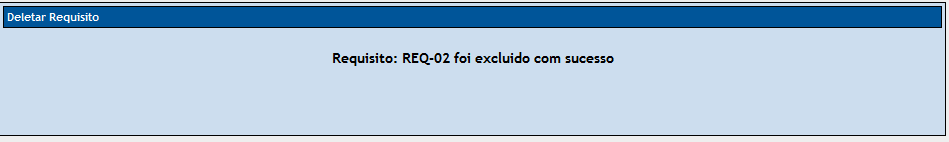 Deletar Requisito
Requisito: REQ-02 foi excluido com sucesso